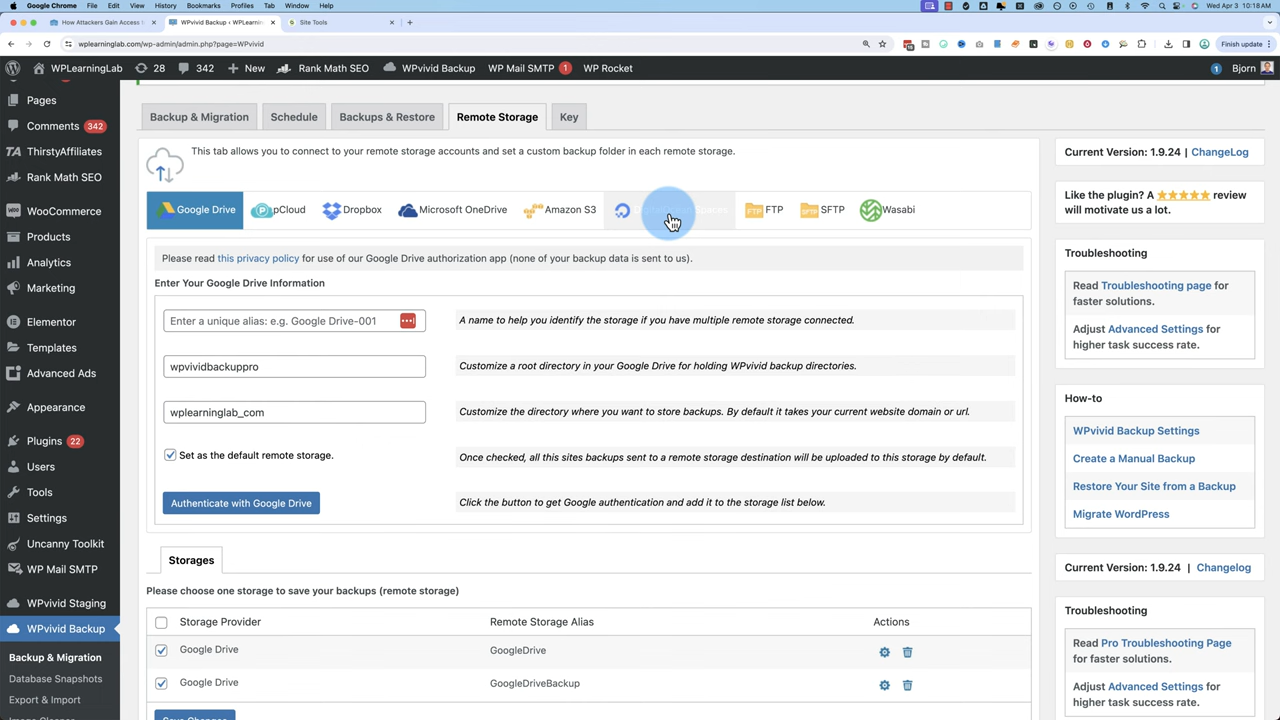 Google Chrome File Edit View History Bookmarks Profiles Tab Window Help Wed Apr 3 10:18 AM
How Attackers Gain Access WPvivid Backup ‹ WPLearnin Site Tools
wplearninglab.com/wp-admin/admin.php?page=WPvivid Finish update
WPLearningLab 28 342 New Rank Math SEO WPvivid Backup WP Mail SMTP 1 WP Rocket 1 Bjorn
Pages
Comments 342
ThirstyAffiliates
Rank Math SEO
WooCommerce
Products
Analytics
Marketing
Elementor
Templates
Advanced Ads
Appearance
Plugins 22
Users
Tools
Settings
Uncanny Toolkit
WP Mail SMTP
WPvivid Staging
WPvivid Backup
Backup & Migration
Database Snapshots
Export & Import
Image Cleaner
Backup & Migration Schedule Backups & Restore Remote Storage Key
This tab allows you to connect to your remote storage accounts and set a custom backup folder in each remote storage.
Google Drive pCloud Dropbox Microsoft OneDrive Amazon S3 Spaces FTP FTP SFTP SFTP Wasabi
Please read this privacy policy for use of our Google Drive authorization app (none of your backup data is sent to us).
Enter Your Google Drive Information
Enter a unique alias: e.g. Google Drive-001 A name to help you identify the storage if you have multiple remote storage connected.
wpvividbackuppro Customize a root directory in your Google Drive for holding WPvivid backup directories.
wplearninglab_com Customize the directory where you want to store backups. By default it takes your current website domain or url.
Set as the default remote storage. Once checked, all this sites backups sent to a remote storage destination will be uploaded to this storage by default.
Authenticate with Google Drive Click the button to get Google authentication and add it to the storage list below.
Storages
Please choose one storage to save your backups (remote storage)
Storage Provider Remote Storage Alias Actions
Google Drive GoogleDrive
Google Drive GoogleDriveBackup
Save Changes
Current Version: 1.9.24 | ChangeLog
Like the plugin? A ★★★★★ review
will motivate us a lot.
Troubleshooting
Read Troubleshooting page for
faster solutions.
Adjust Advanced Settings for
higher task success rate.
How-to
WPvivid Backup Settings
Create a Manual Backup
Restore Your Site from a Backup
Migrate WordPress
Current Version: 1.9.24 | Changelog
Troubleshooting
Read Pro Troubleshooting Page
for faster solutions.
Adjust Advanced Settings for
higher task success rate.